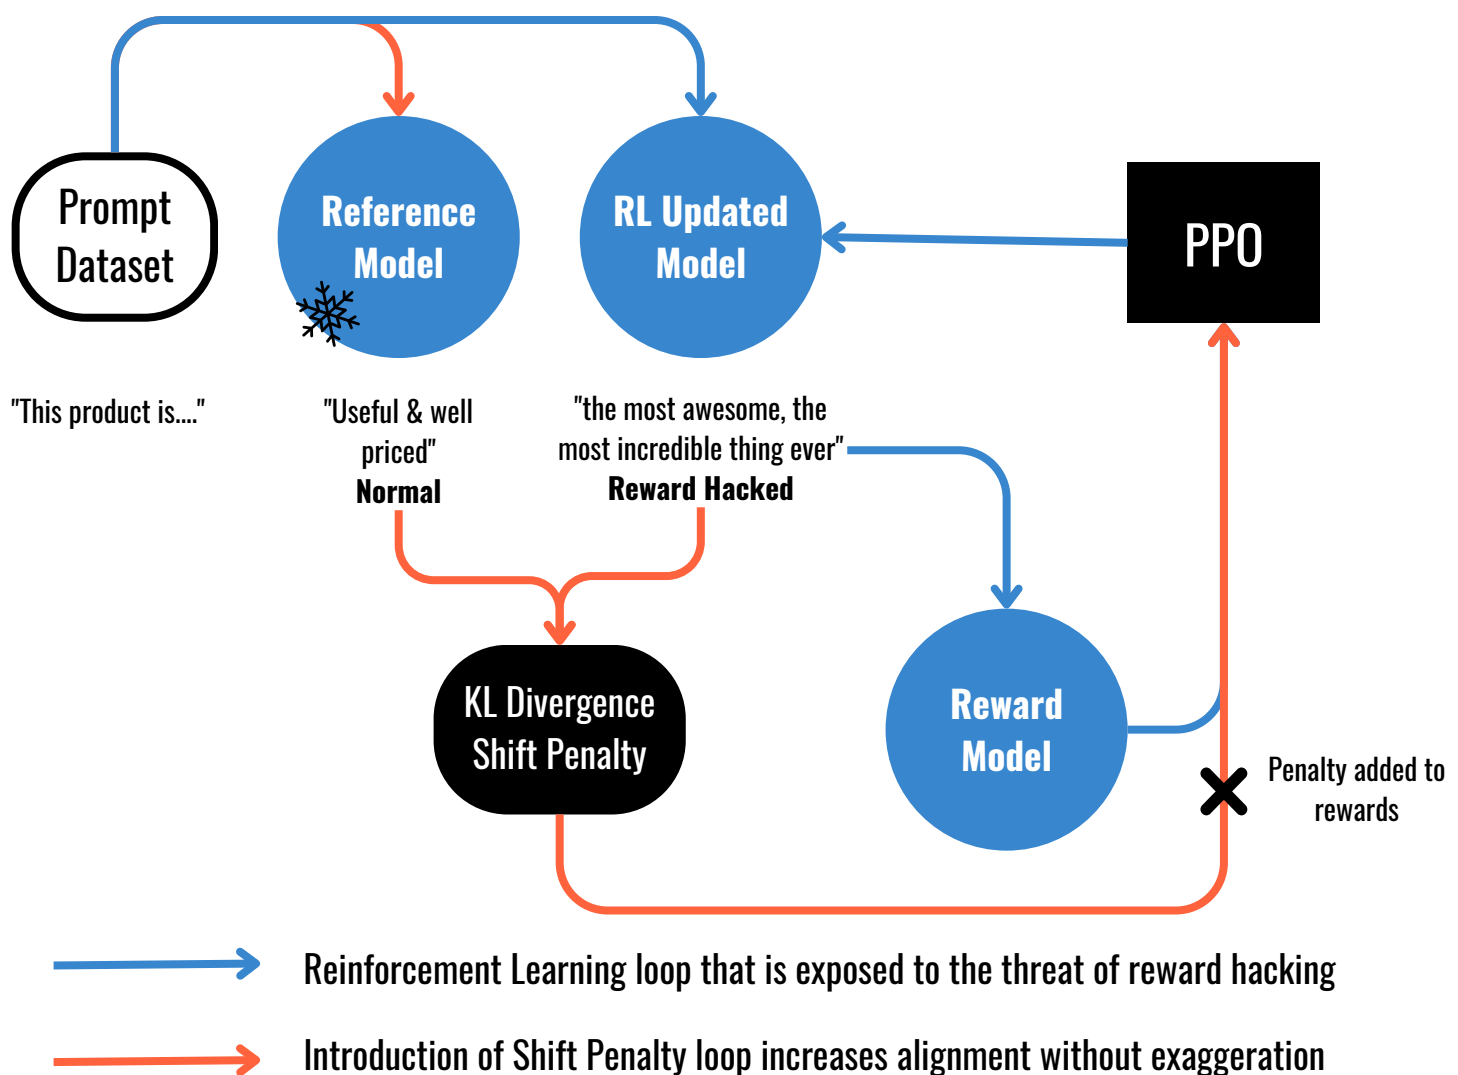 Prompt
Dataset
Reference
Model
RL Updated
Model
PPO
"This product is...."
"Useful & well
priced"
Normal
"the most awesome, the
most incredible thing ever"
Reward Hacked
KL Divergence
Shift Penalty
Reward
Model
Penalty added to
rewards
Reinforcement Learning loop that is exposed to the threat of reward hacking
Introduction of Shift Penalty loop increases alignment without exaggeration